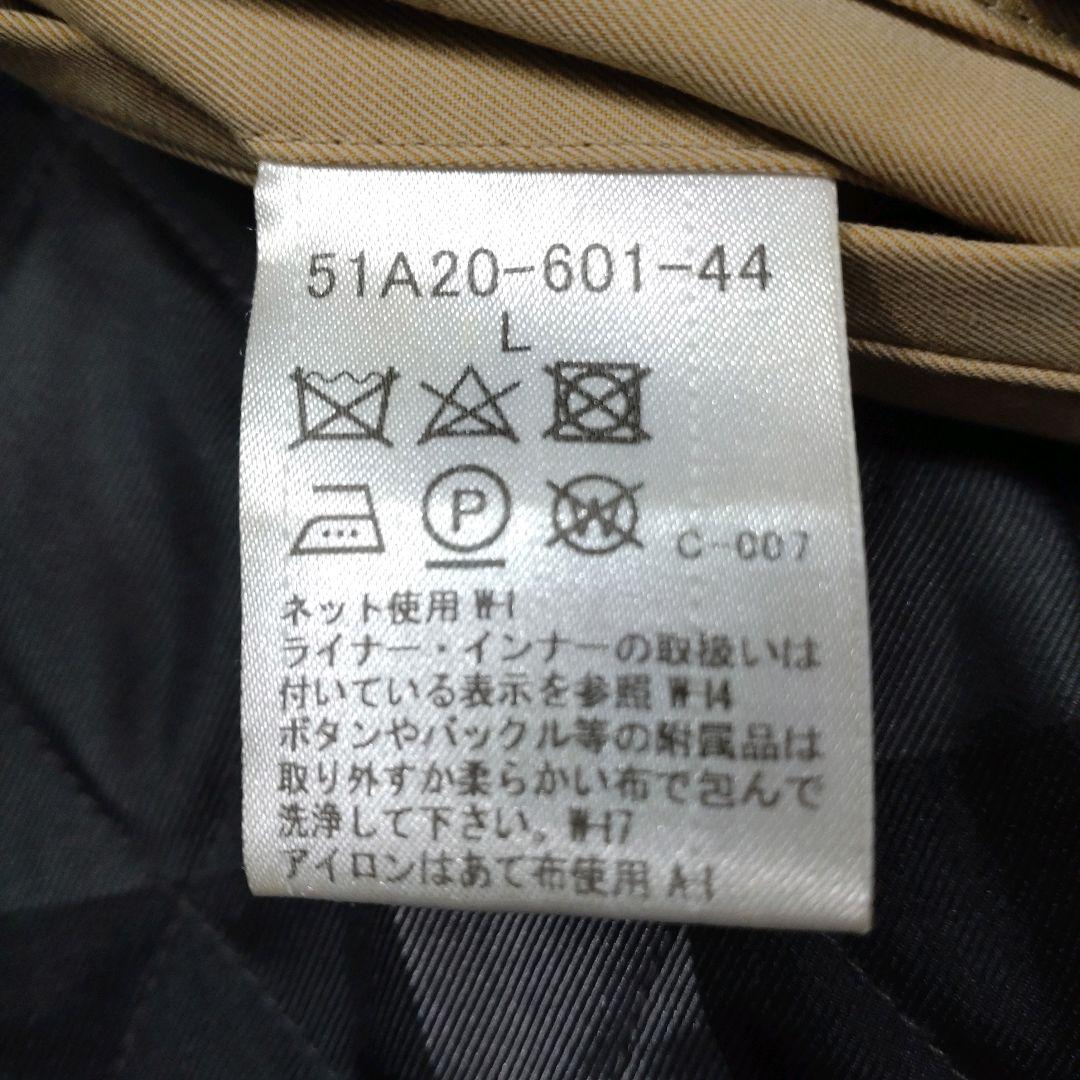 51A20-601-44
L
P W C-007
ネット使用 W-1
ライナー・インナーの取扱いは
付いている表示を参照 W-14
ボタンやバックル等の附属品は
取り外すか柔らかい布で包んで
洗浄して下さい。W-17
アイロンはあて布使用 A-1